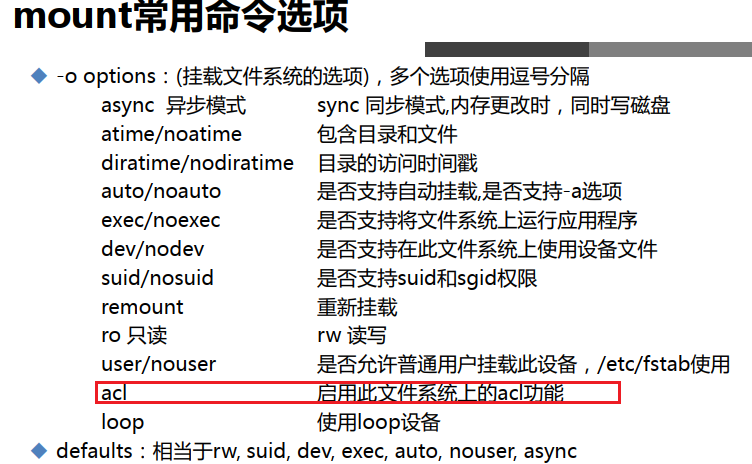 mount常用命令选项
-o options：(挂载文件系统的选项)，多个选项使用逗号分隔
async 异步模式 sync 同步模式,内存更改时，同时写磁盘
atime/noatime 包含目录和文件
diratime/nodiratime 目录的访问时间戳
auto/noauto 是否支持自动挂载,是否支持-a选项
exec/noexec 是否支持将文件系统上运行应用程序
dev/nodev 是否支持在此文件系统上使用设备文件
suid/nosuid 是否支持suid和sgid权限
remount 重新挂载
ro 只读 rw 读写
user/nouser 是否允许普通用户挂载此设备，/etc/fstab使用
acl 启用此文件系统上的acl功能
loop 使用loop设备
defaults：相当于rw, suid, dev, exec, auto, nouser, async